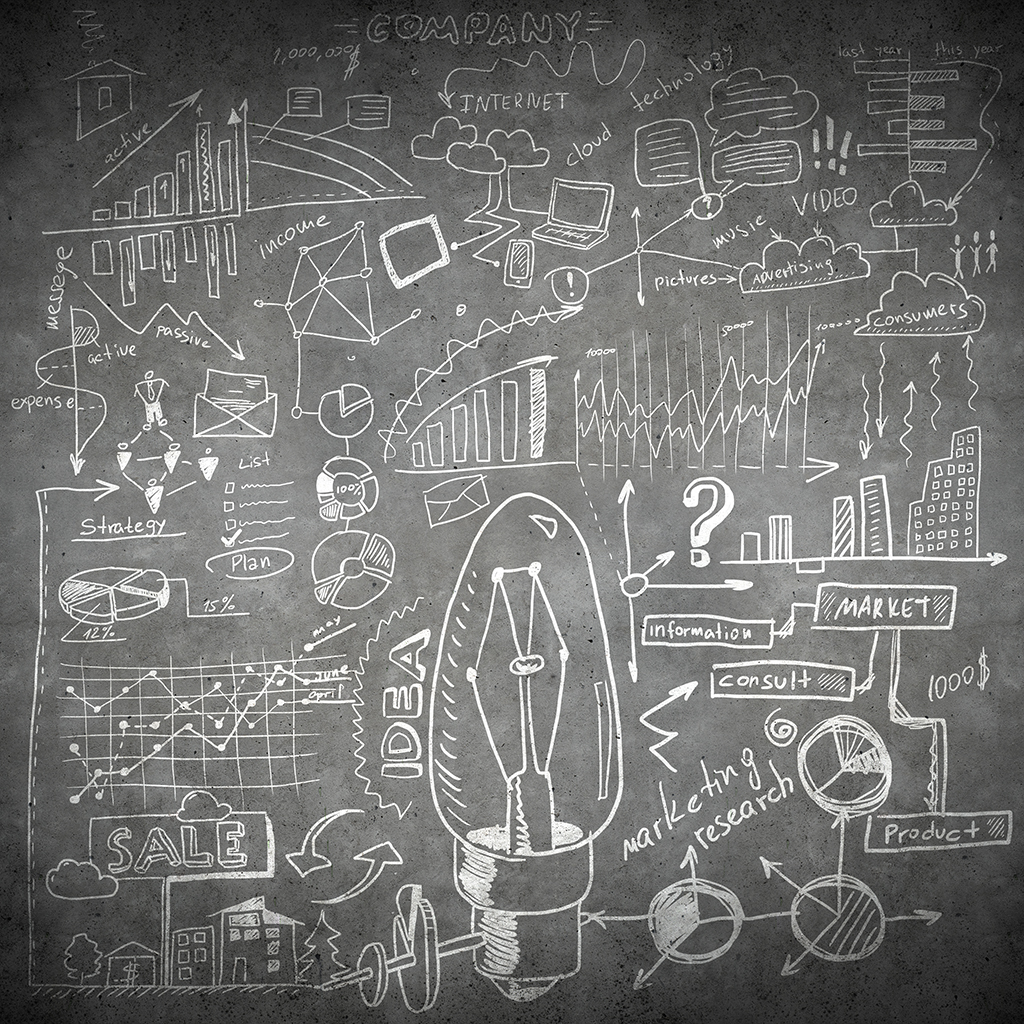 =COMPANY=
1,000,000$
last year
this year
technology
INTERNET
active
cloud
!!!
VIDEO
income
music
pictures
Advertising
message
!
?
passive
active
consumers
expense
10000
50000
100000
List
100%
Strategy
Plan
?
15%
12%
may
June
April
IDEA
MARKET
information
consult
1000$
marketing
research
Product
SALE
$